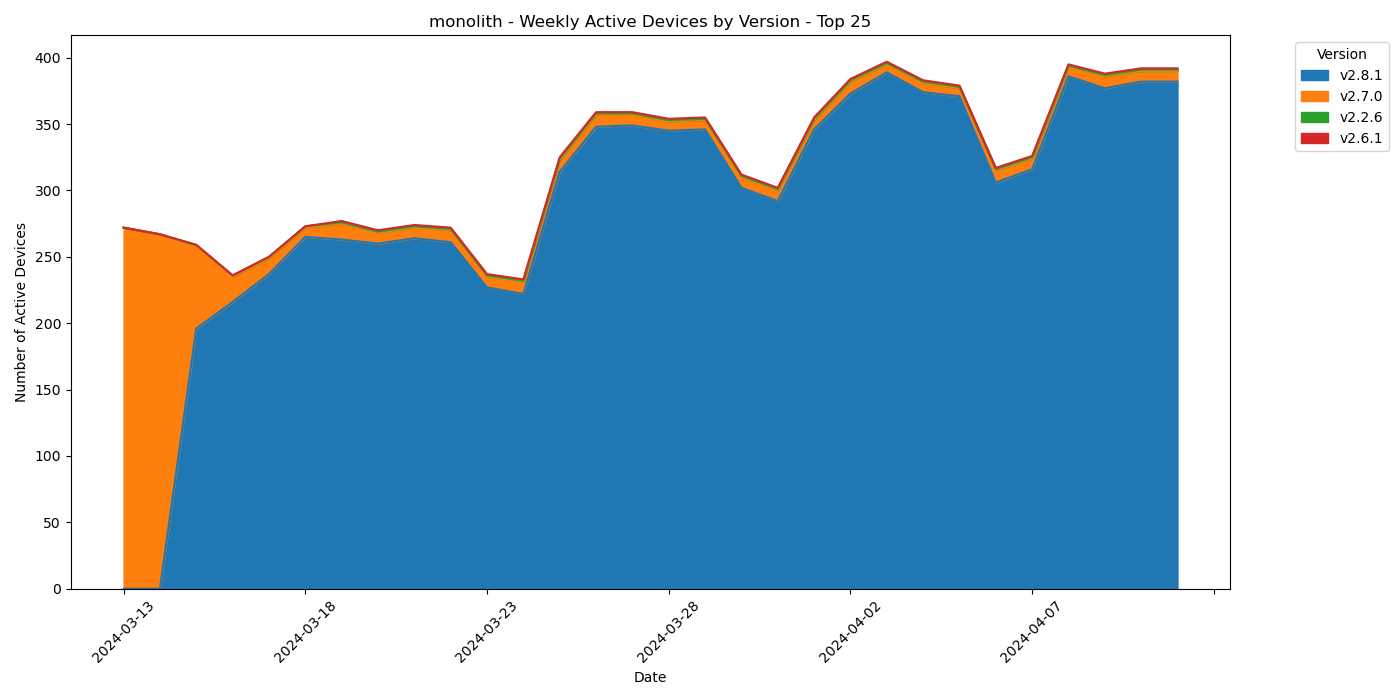 monolith - Weekly Active Devices by Version - Top 25
Version
v2.8.1
v2.7.0
v2.2.6
v2.6.1
Number of Active Devices
400
350
300
250
200
150
100
50
0
2024-03-13
2024-03-18
2024-03-23
2024-03-28
2024-04-02
2024-04-07
Date